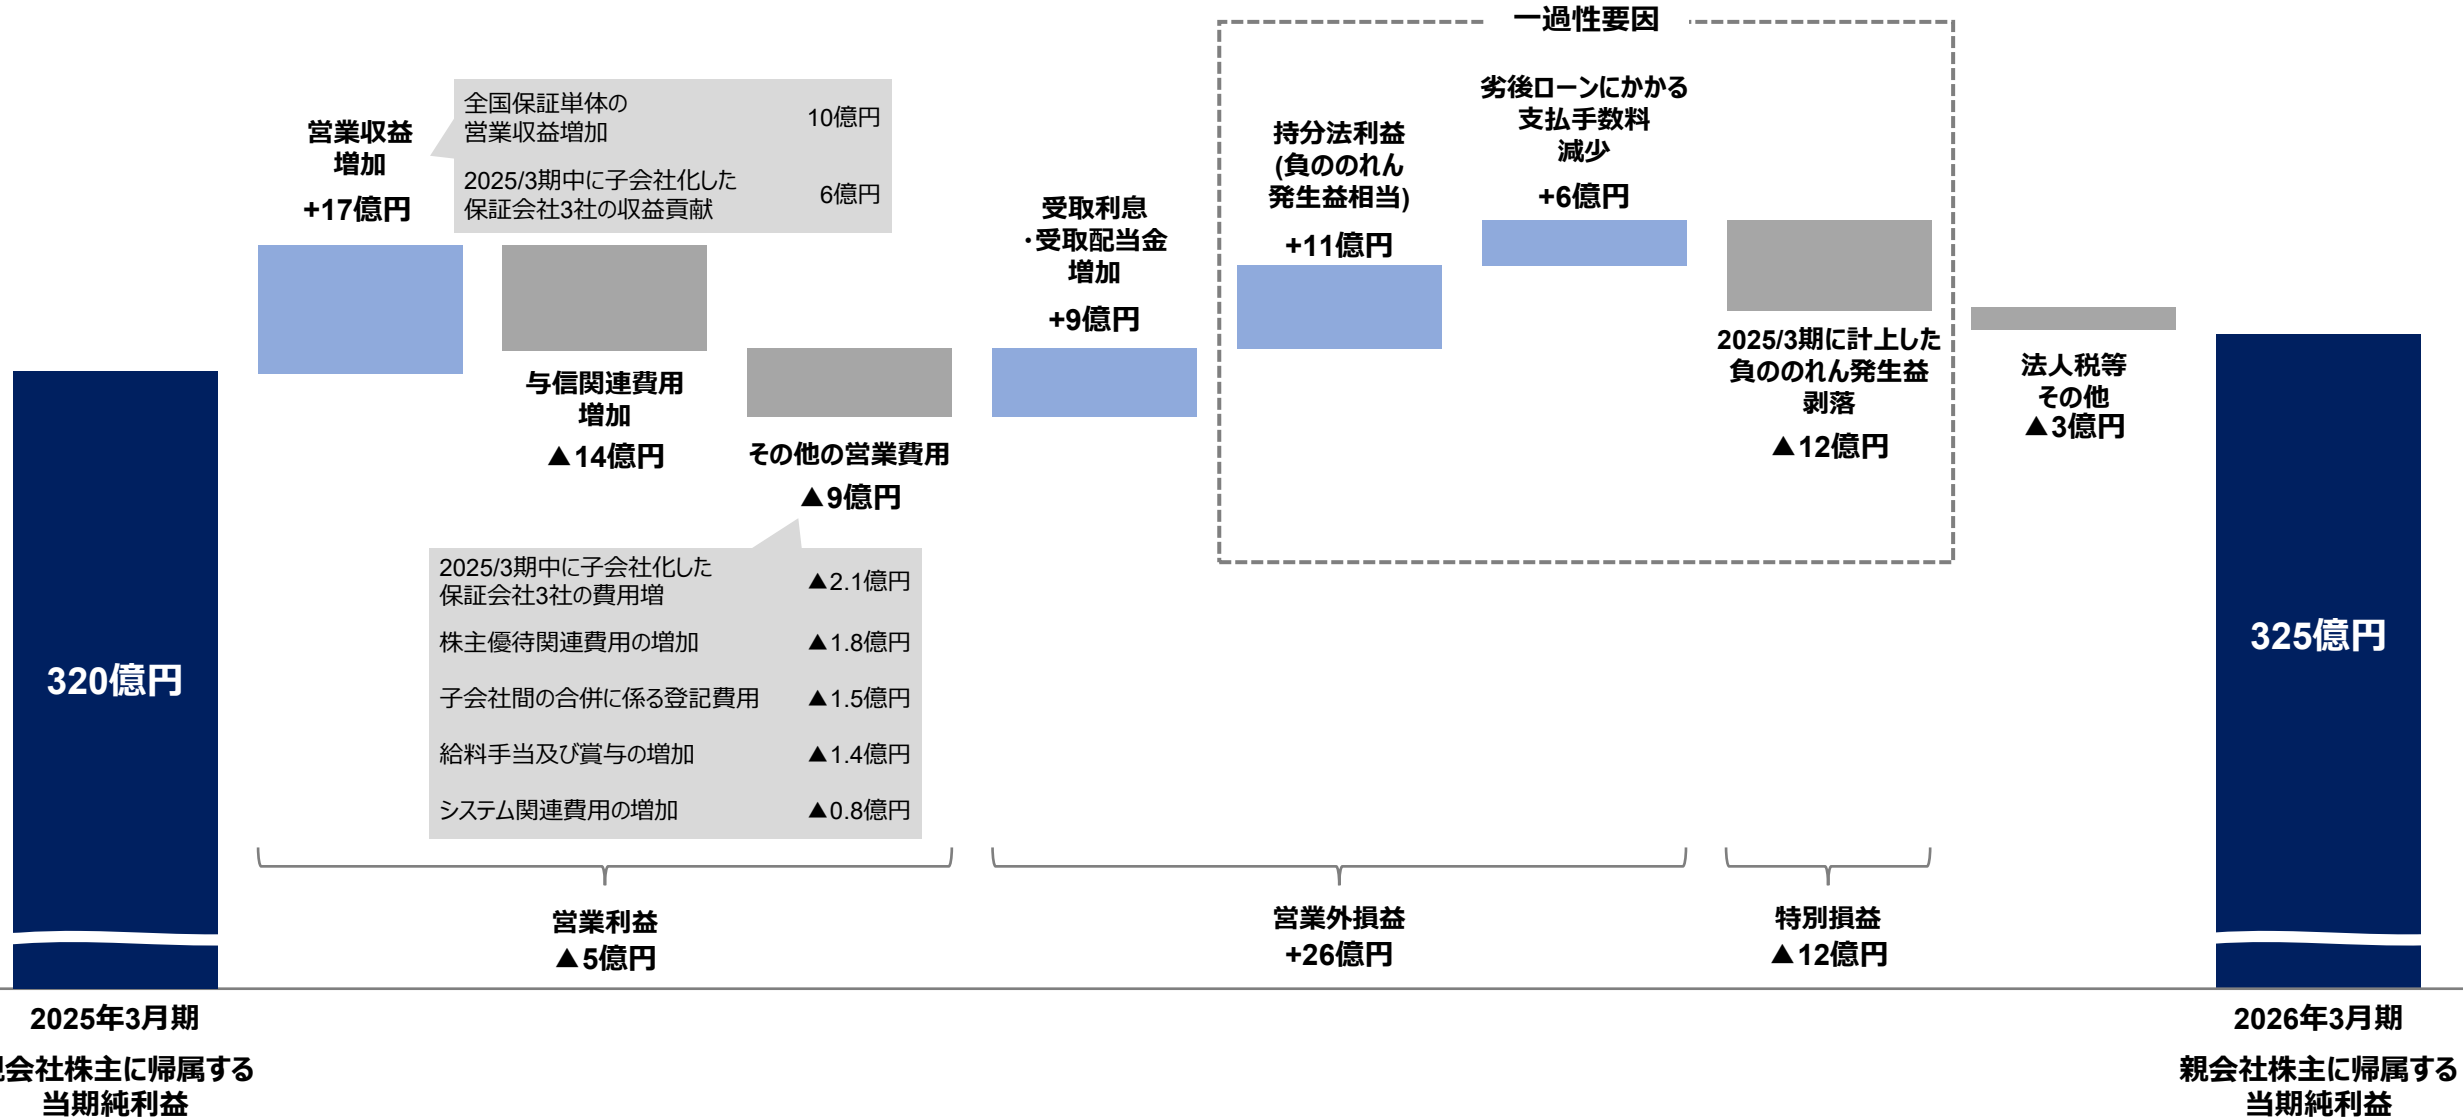 一過性要因
営業収益
増加
+17億円
全国保証単体の
営業収益増加
10億円
2025/3期中に子会社化した
保証会社3社の収益貢献
6億円
与信関連費用
増加
▲14億円
その他の営業費用
▲9億円
2025/3期中に子会社化した
保証会社3社の費用増
▲2.1億円
株主優待関連費用の増加
▲1.8億円
子会社間の合併に係る登記費用
▲1.5億円
給料手当及び賞与の増加
▲1.4億円
システム関連費用の増加
▲0.8億円
受取利息
・受取配当金
増加
+9億円
持分法利益
(負ののれん
発生益相当)
+11億円
劣後ローンにかかる
支払手数料
減少
+6億円
2025/3期に計上した
負ののれん発生益
剥落
▲12億円
法人税等
その他
▲3億円
320億円
325億円
営業利益
▲5億円
営業外損益
+26億円
特別損益
▲12億円
2025年3月期
親会社株主に帰属する
当期純利益
2026年3月期
親会社株主に帰属する
当期純利益